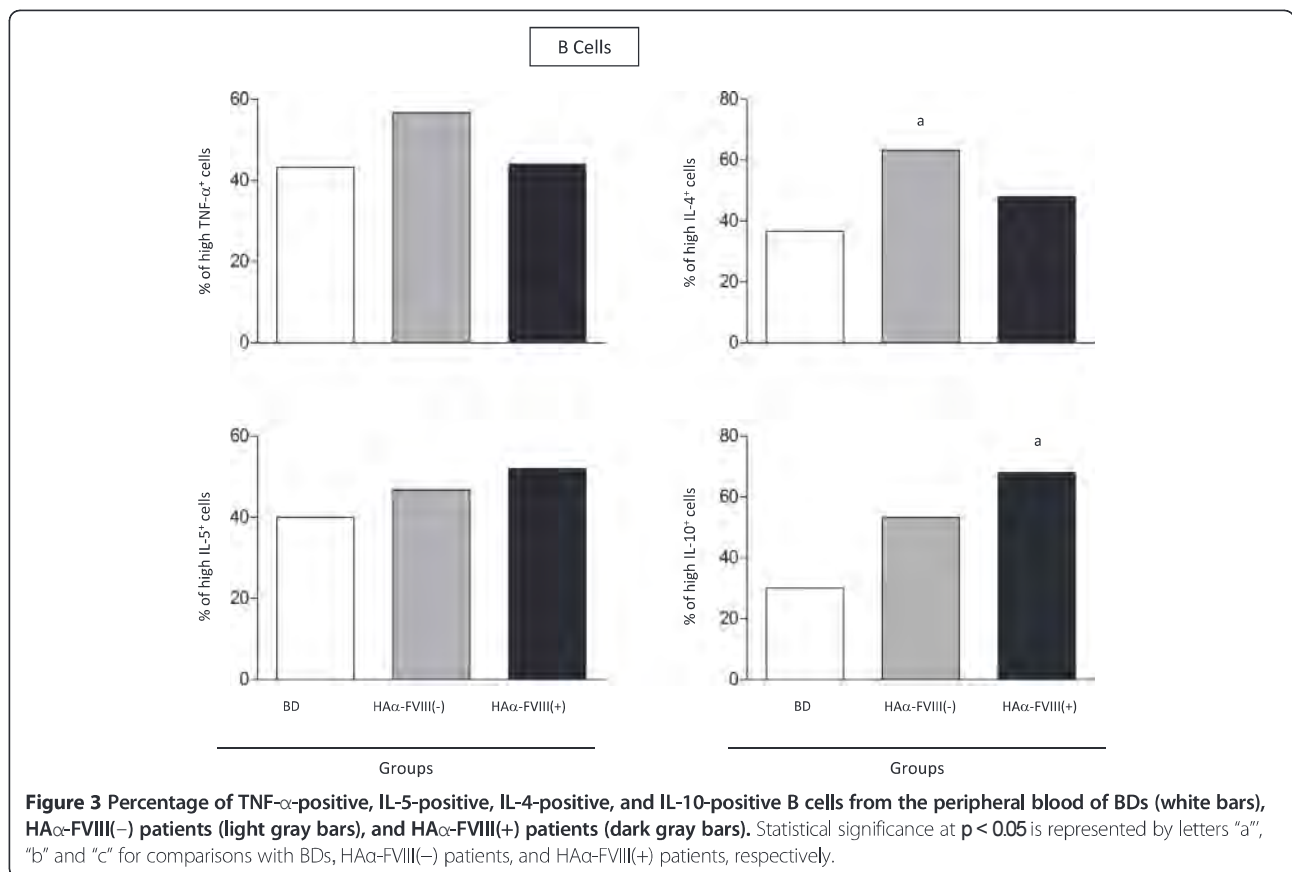 B Cells
60
40
20
0
% of high TNF-α⁺ cells
80
60
40
20
0
% of high IL-4⁺ cells
a
60
40
20
0
% of high IL-5⁺ cells
BD HAα-FVIII(-) HAα-FVIII(+)
Groups
80
60
40
20
0
% of high IL-10⁺ cells
a
BD HAα-FVIII(-) HAα-FVIII(+)
Groups
Figure 3 Percentage of TNF-α-positive, IL-5-positive, IL-4-positive, and IL-10-positive B cells from the peripheral blood of BDs (white bars),
HAα-FVIII(−) patients (light gray bars), and HAα-FVIII(+) patients (dark gray bars). Statistical significance at p < 0.05 is represented by letters “a”’,
“b” and “c” for comparisons with BDs, HAα-FVIII(−) patients, and HAα-FVIII(+) patients, respectively.